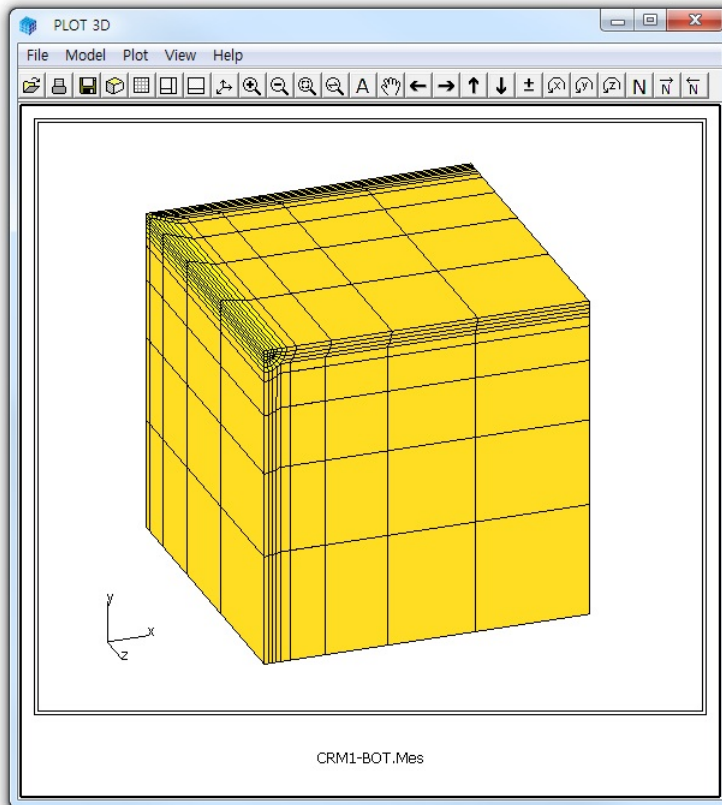 PLOT 3D
File Model Plot View Help
A ± (X) (y) (Z) N N N
y
x
z
CRM1-BOT.Mes